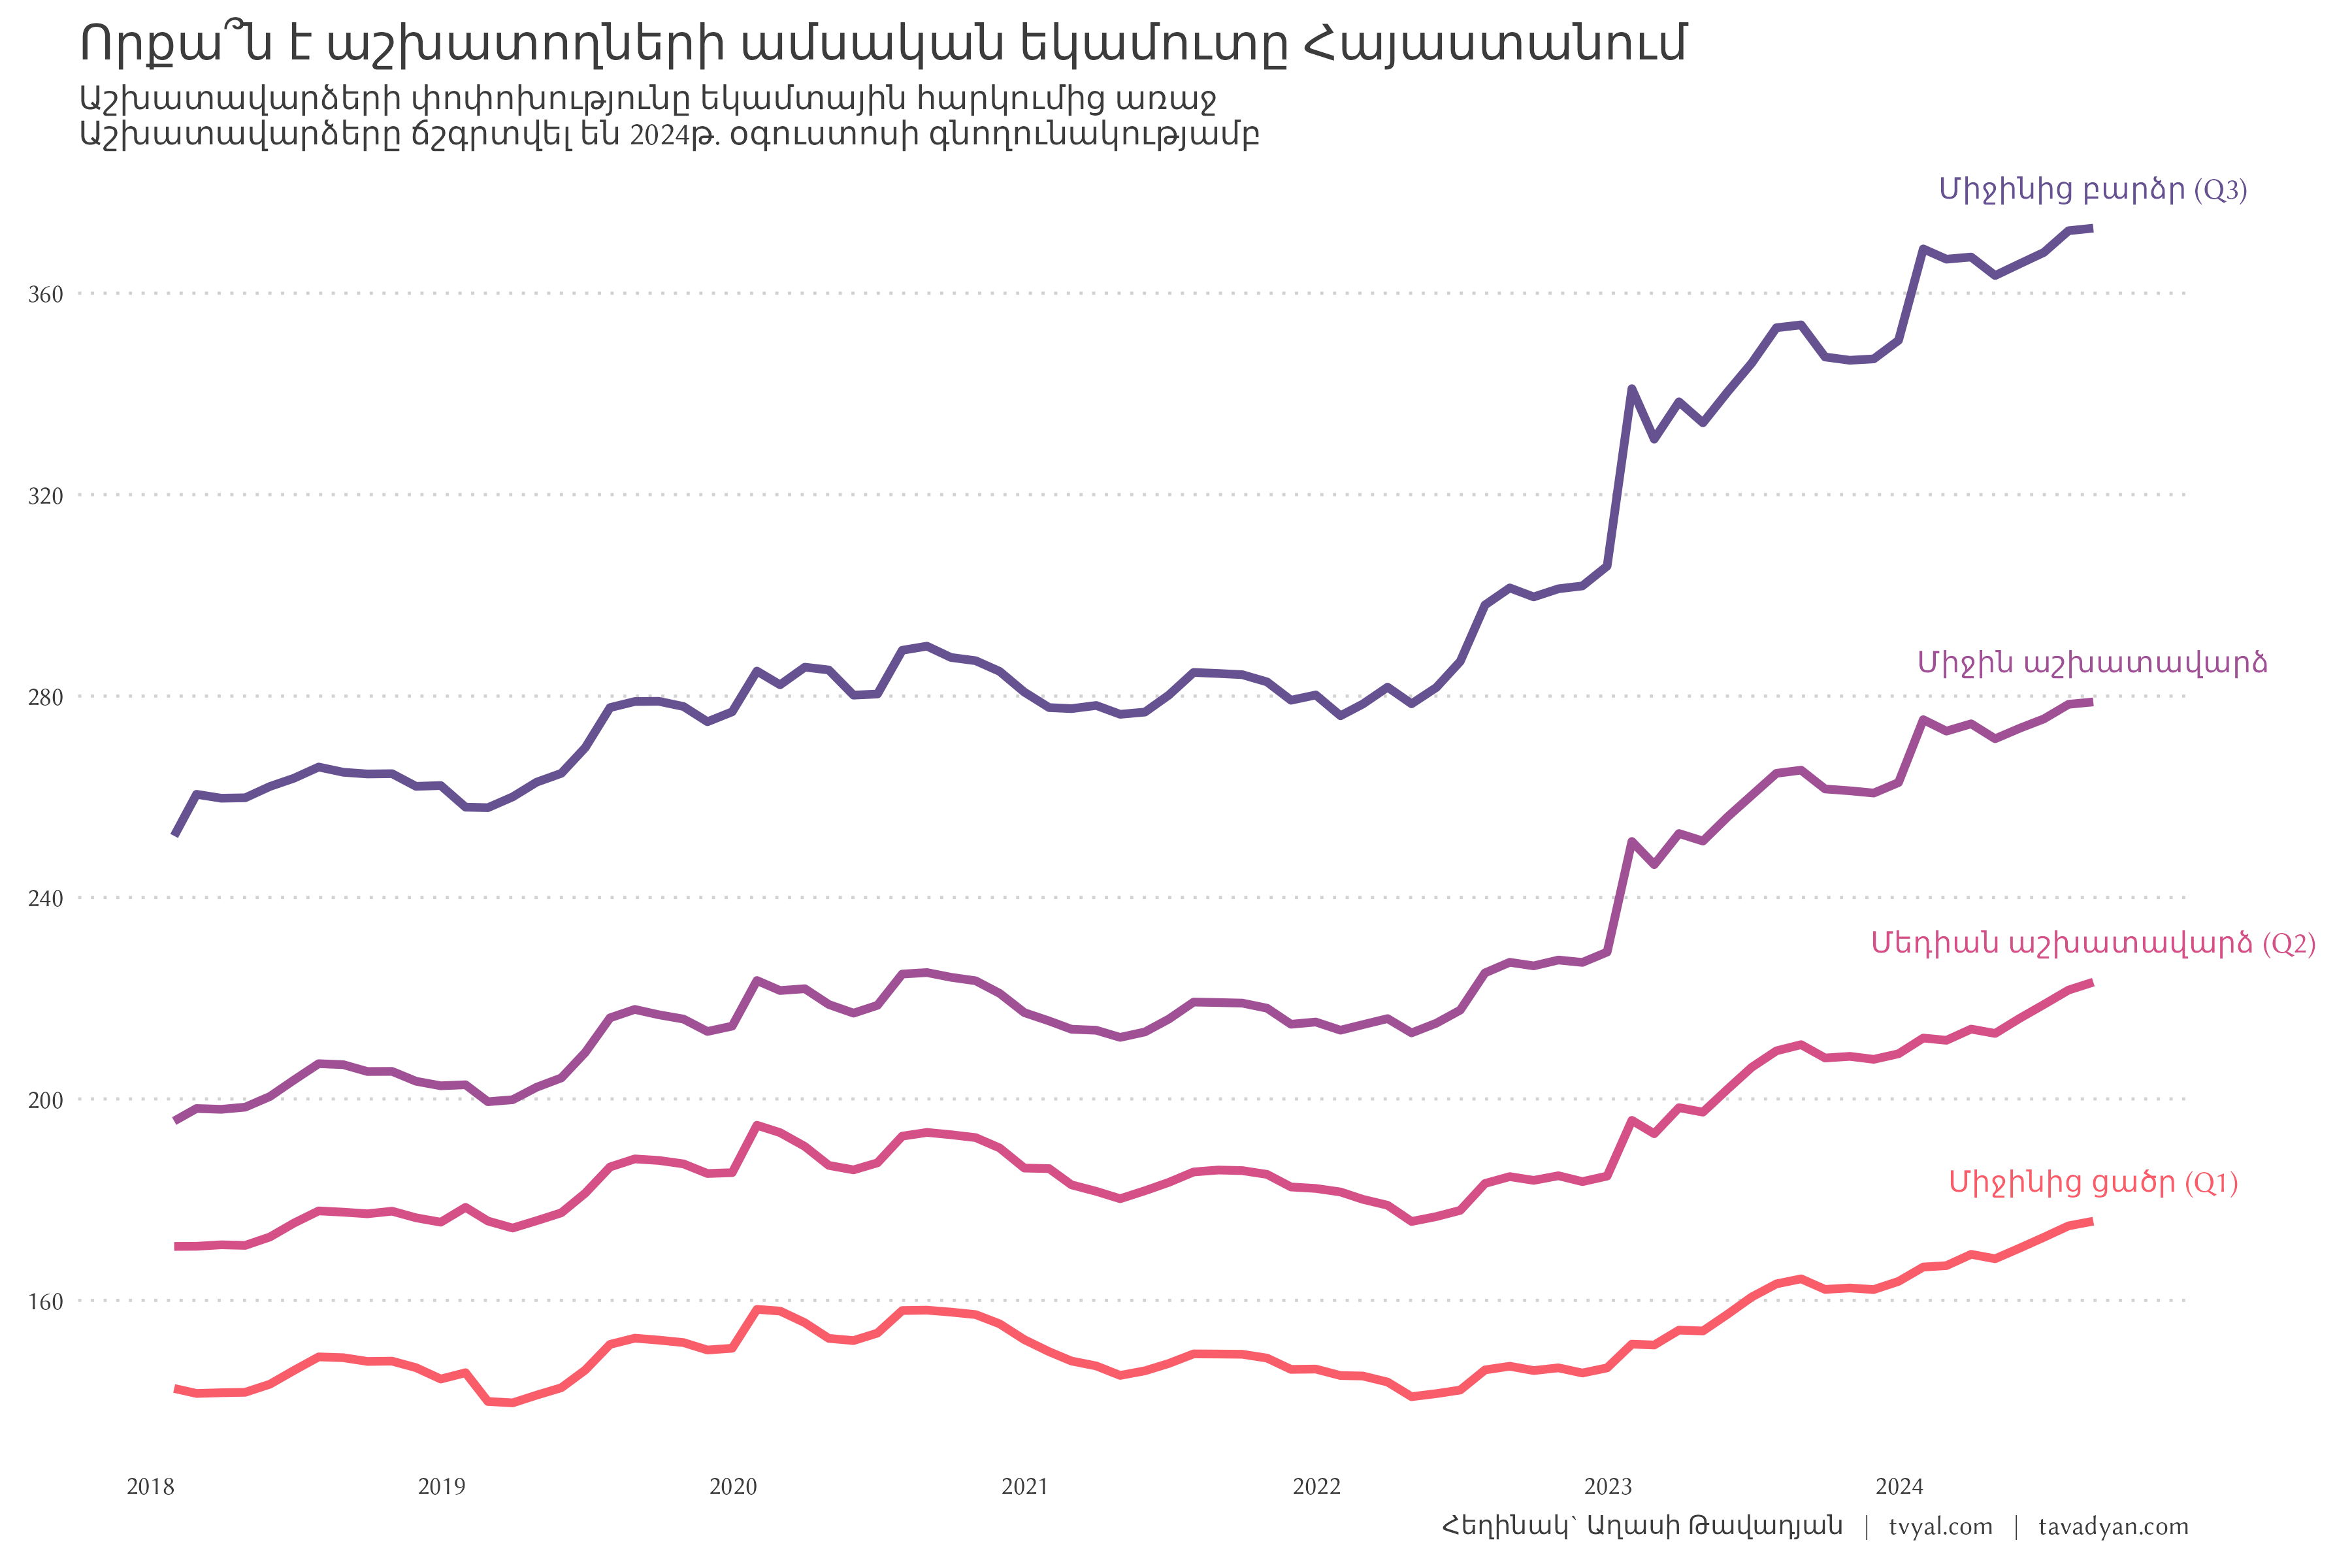 Որքա՞ն է աշխատողների ամսական եկամուտը Հայաստանում
Աշխատավարձերի փոփոխությունը եկամտային հարկումից առաջ
Աշխատավարձերը ճշգրտվել են 2024թ. օգուստոսի գնողունակությամբ
Միջինից բարձր (Q3)
360
320
Միջին աշխատավարձ
280
240
Մեդիան աշխատավարձ (Q2)
200
Միջինից ցածր (Q1)
160
2018 2019 2020 2021 2022 2023 2024
Հեղինակ՝ Աղասի Թավադյան | tvyal.com | tavadyan.com